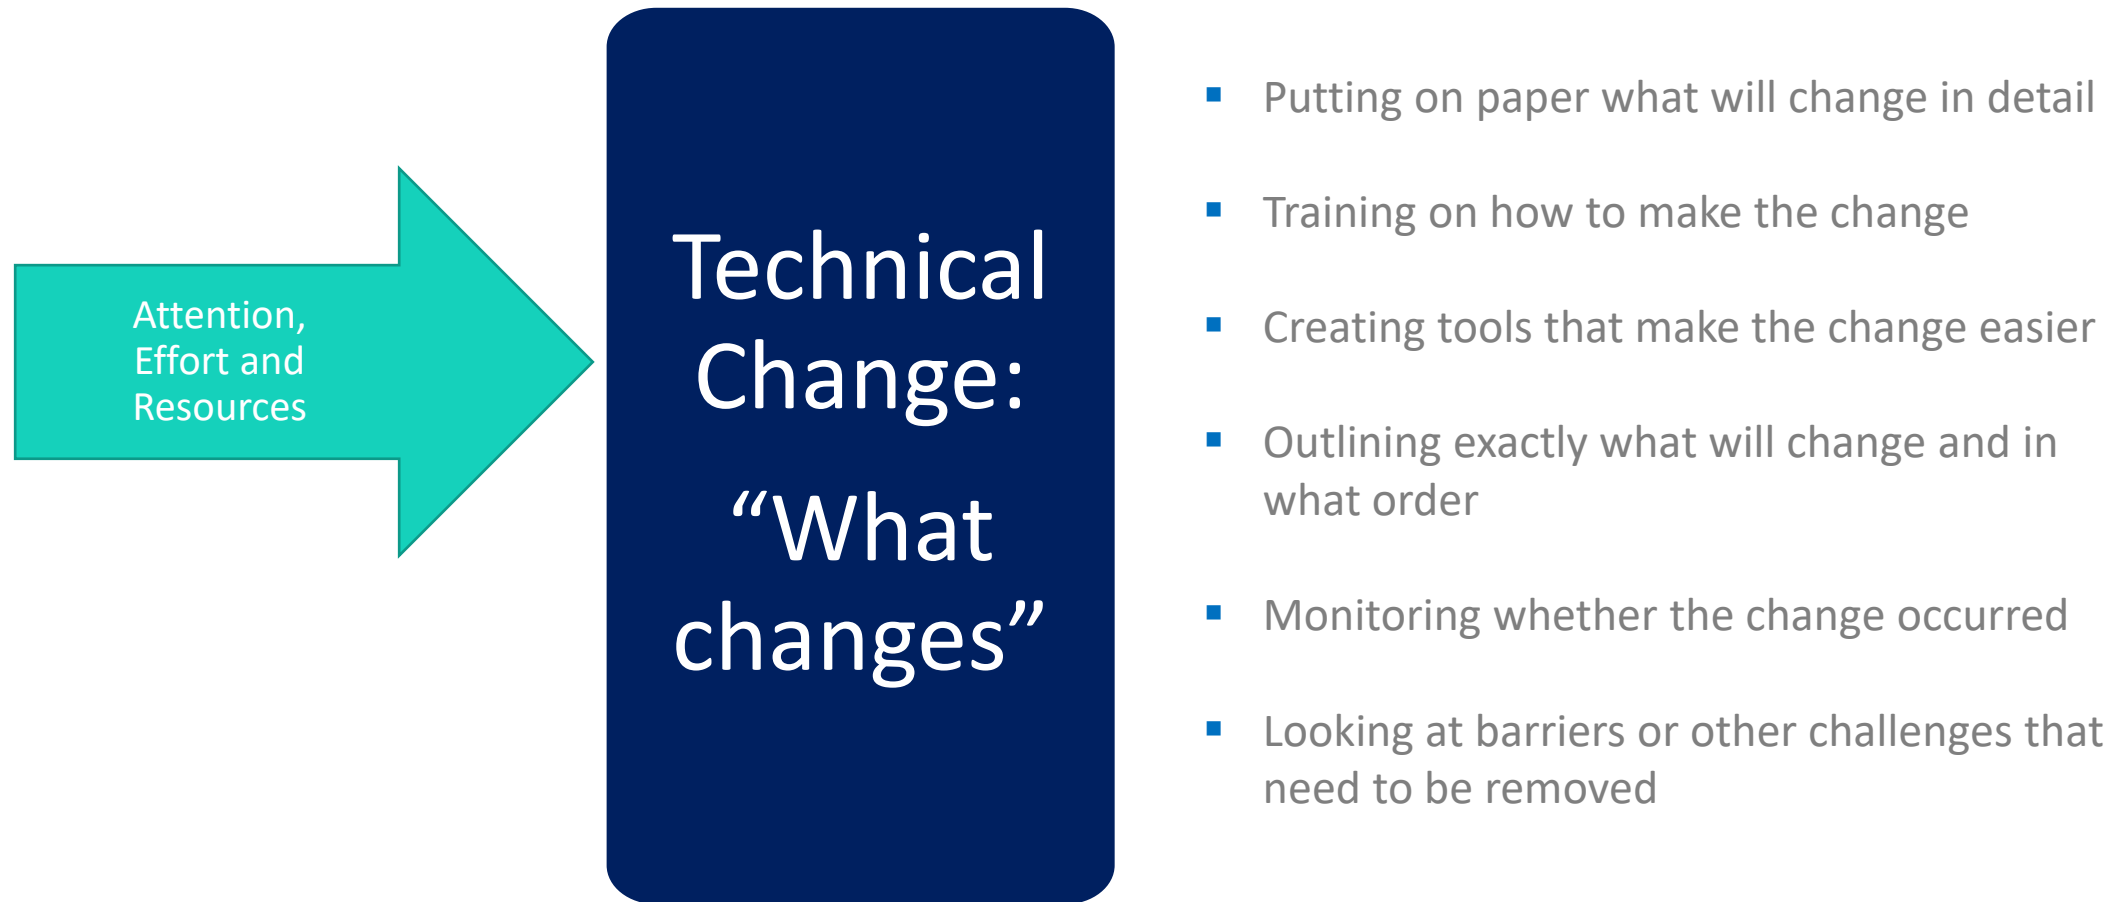 Attention,
Effort and
Resources
Technical
Change:
“What
changes”
▪ Putting on paper what will change in detail
▪ Training on how to make the change
▪ Creating tools that make the change easier
▪ Outlining exactly what will change and in
what order
▪ Monitoring whether the change occurred
▪ Looking at barriers or other challenges that
need to be removed